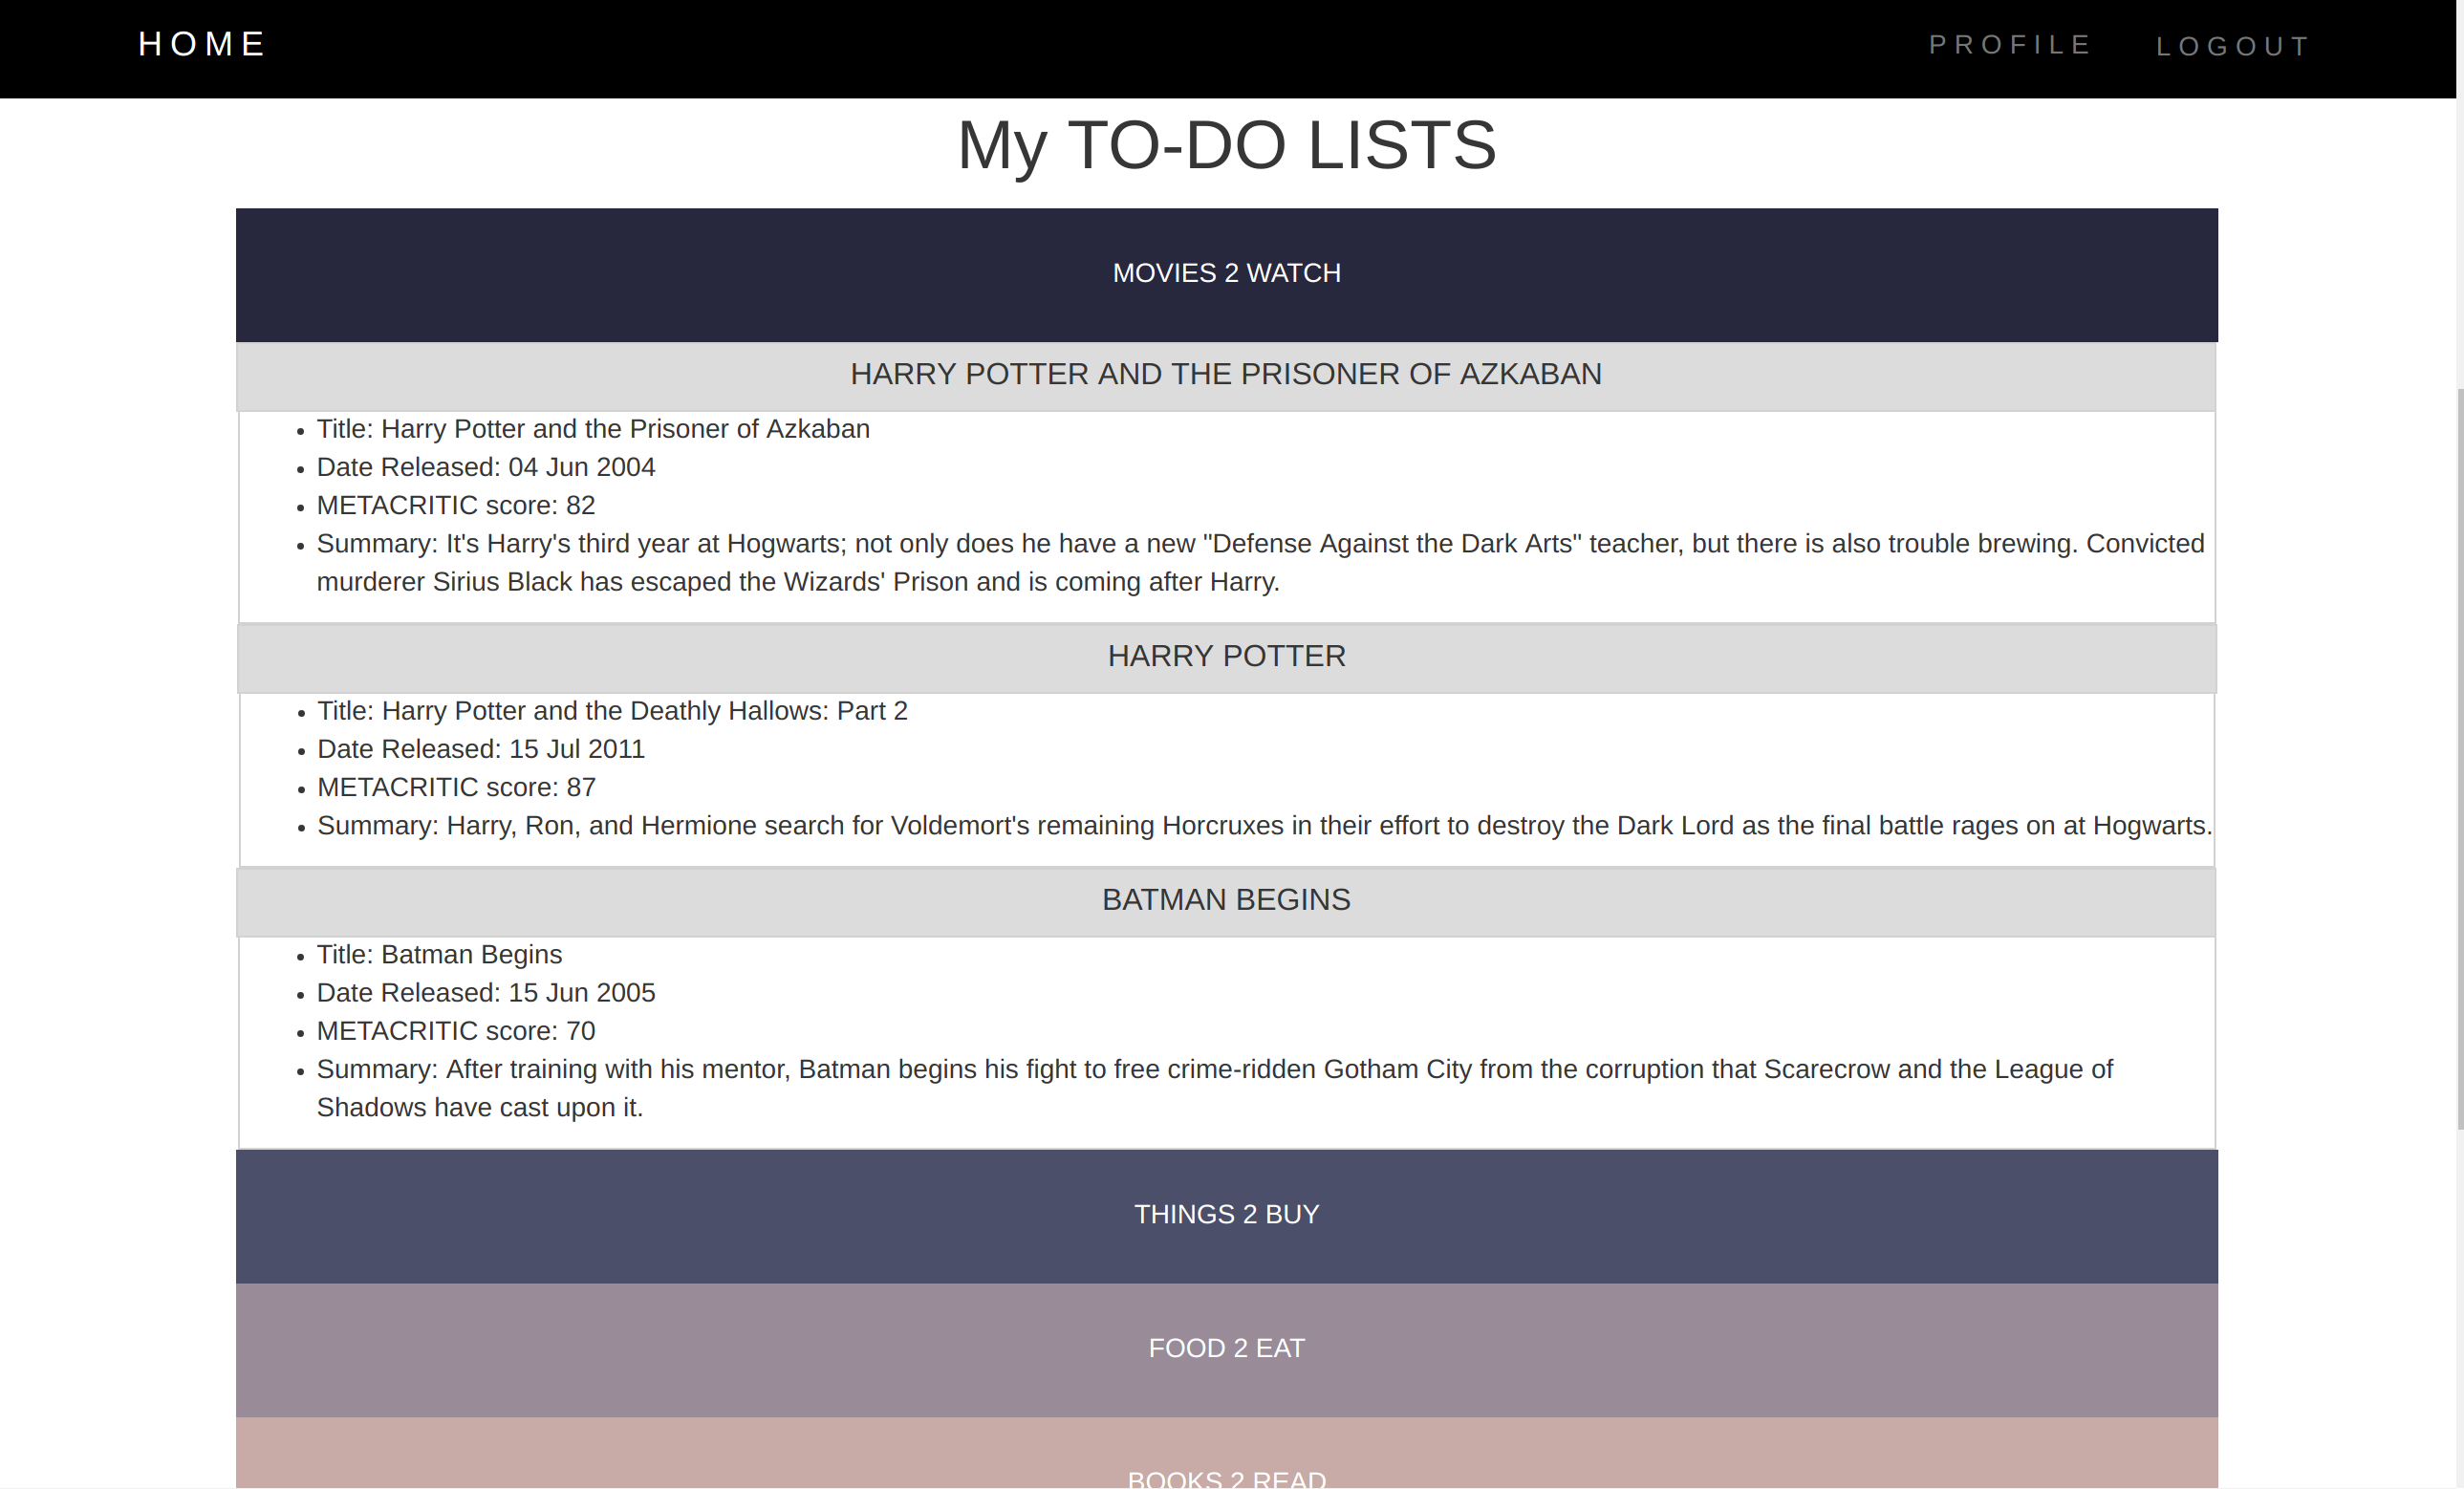 HOME PROFILE LOGOUT
My TO-DO LISTS
MOVIES 2 WATCH
HARRY POTTER AND THE PRISONER OF AZKABAN
Title: Harry Potter and the Prisoner of Azkaban
Date Released: 04 Jun 2004
METACRITIC score: 82
Summary: It's Harry's third year at Hogwarts; not only does he have a new "Defense Against the Dark Arts" teacher, but there is also trouble brewing. Convicted
murderer Sirius Black has escaped the Wizards' Prison and is coming after Harry.
HARRY POTTER
Title: Harry Potter and the Deathly Hallows: Part 2
Date Released: 15 Jul 2011
METACRITIC score: 87
Summary: Harry, Ron, and Hermione search for Voldemort's remaining Horcruxes in their effort to destroy the Dark Lord as the final battle rages on at Hogwarts.
BATMAN BEGINS
Title: Batman Begins
Date Released: 15 Jun 2005
METACRITIC score: 70
Summary: After training with his mentor, Batman begins his fight to free crime-ridden Gotham City from the corruption that Scarecrow and the League of
Shadows have cast upon it.
THINGS 2 BUY
FOOD 2 EAT
BOOKS 2 READ